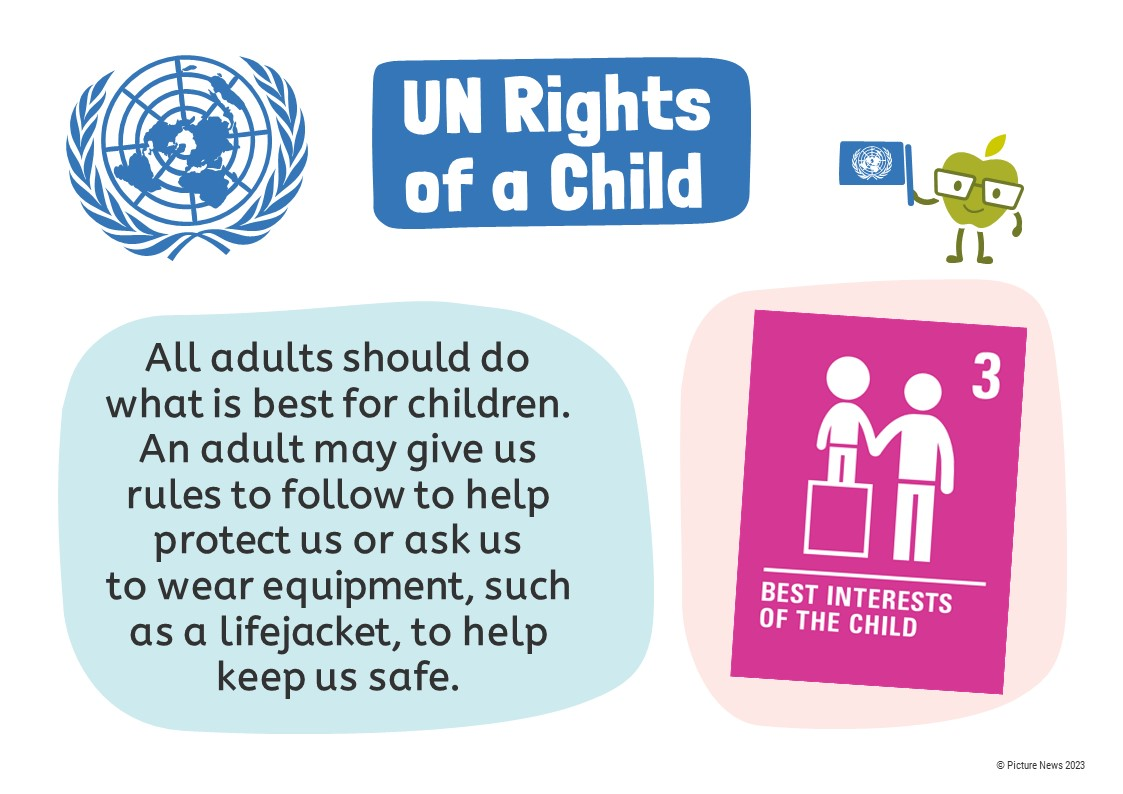 UN Rights
of a Child
All adults should do
what is best for children.
An adult may give us
rules to follow to help
protect us or ask us
to wear equipment, such
as a lifejacket, to help
keep us safe.
3
BEST INTERESTS
OF THE CHILD
© Picture News 2023